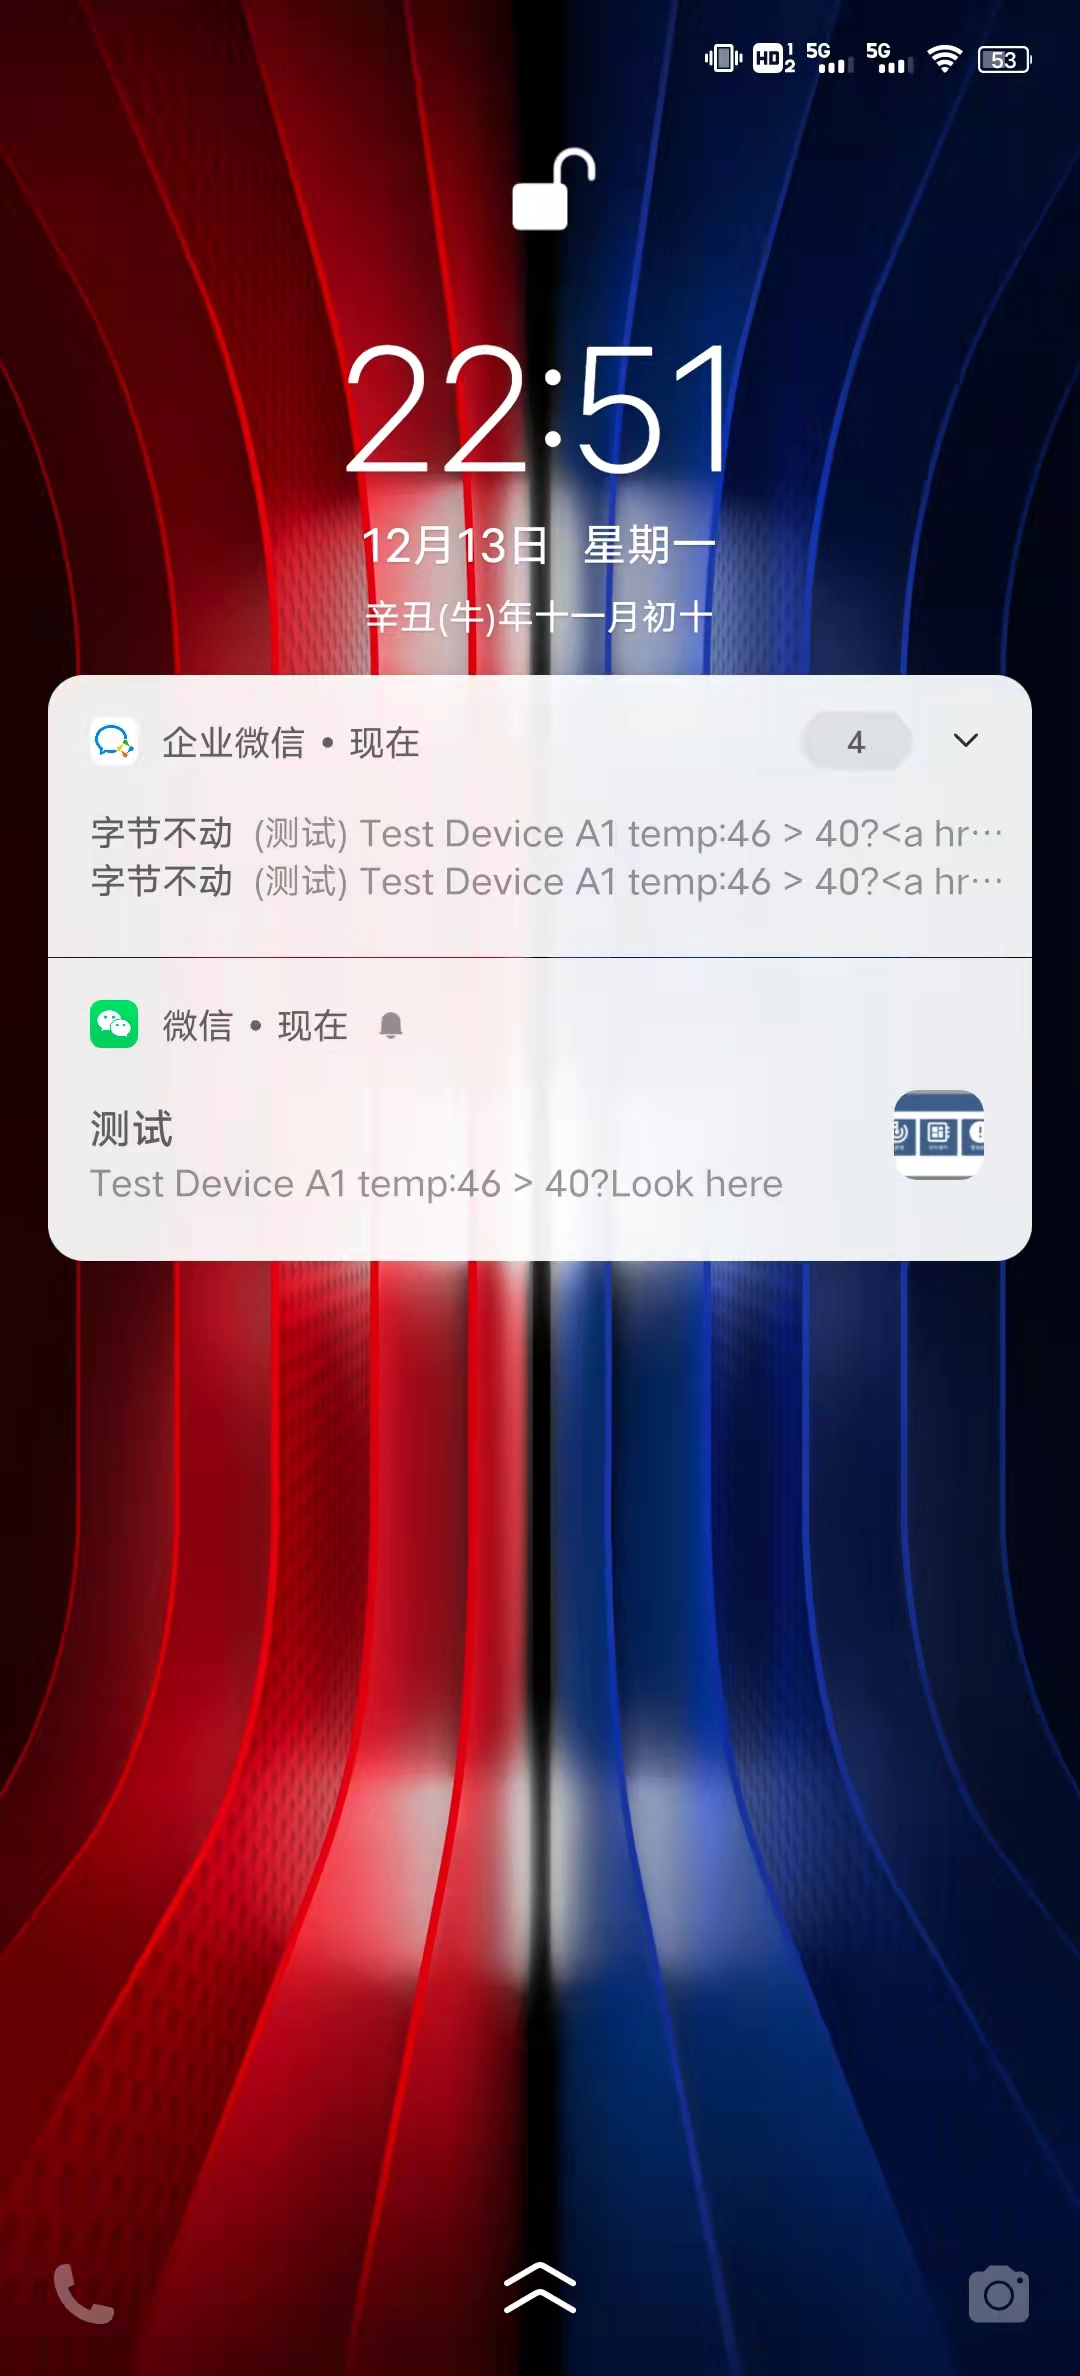 HD 1 2 5G 5G 53
22:51
12月13日 星期一
辛丑(牛)年十一月初十
企业微信 • 现在 4
字节不动 (测试) Test Device A1 temp:46 > 40?<a hr···
字节不动 (测试) Test Device A1 temp:46 > 40?<a hr···
微信 • 现在
测试
Test Device A1 temp:46 > 40?Look here